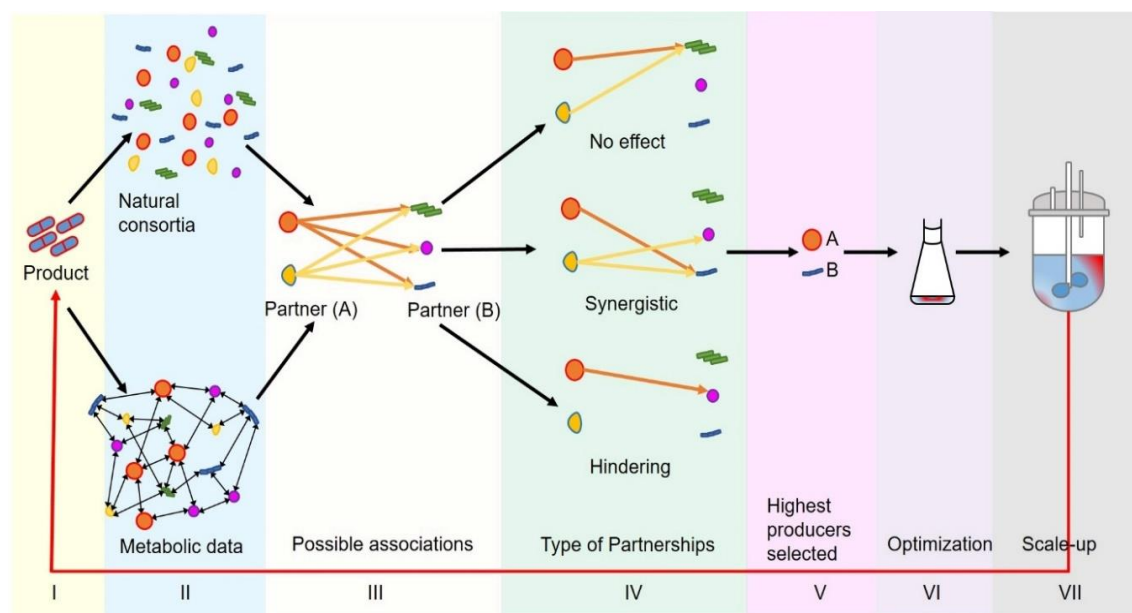 Product
Natural
consortia
Metabolic data
Partner (A)
Partner (B)
Possible associations
No effect
Synergistic
Hindering
Type of Partnerships
A
B
Highest
producers
selected
Optimization
Scale-up
I
II
III
IV
V
VI
VII